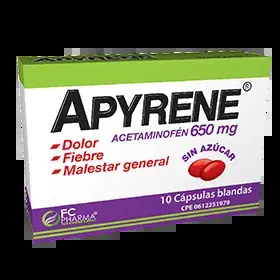 APYRENE®
ACETAMINOFÉN 650 mg
Dolor
Fiebre
Malestar general
SIN AZÚCAR
10 Cápsulas blandas
CPE 0612251979
FC
PHARMA